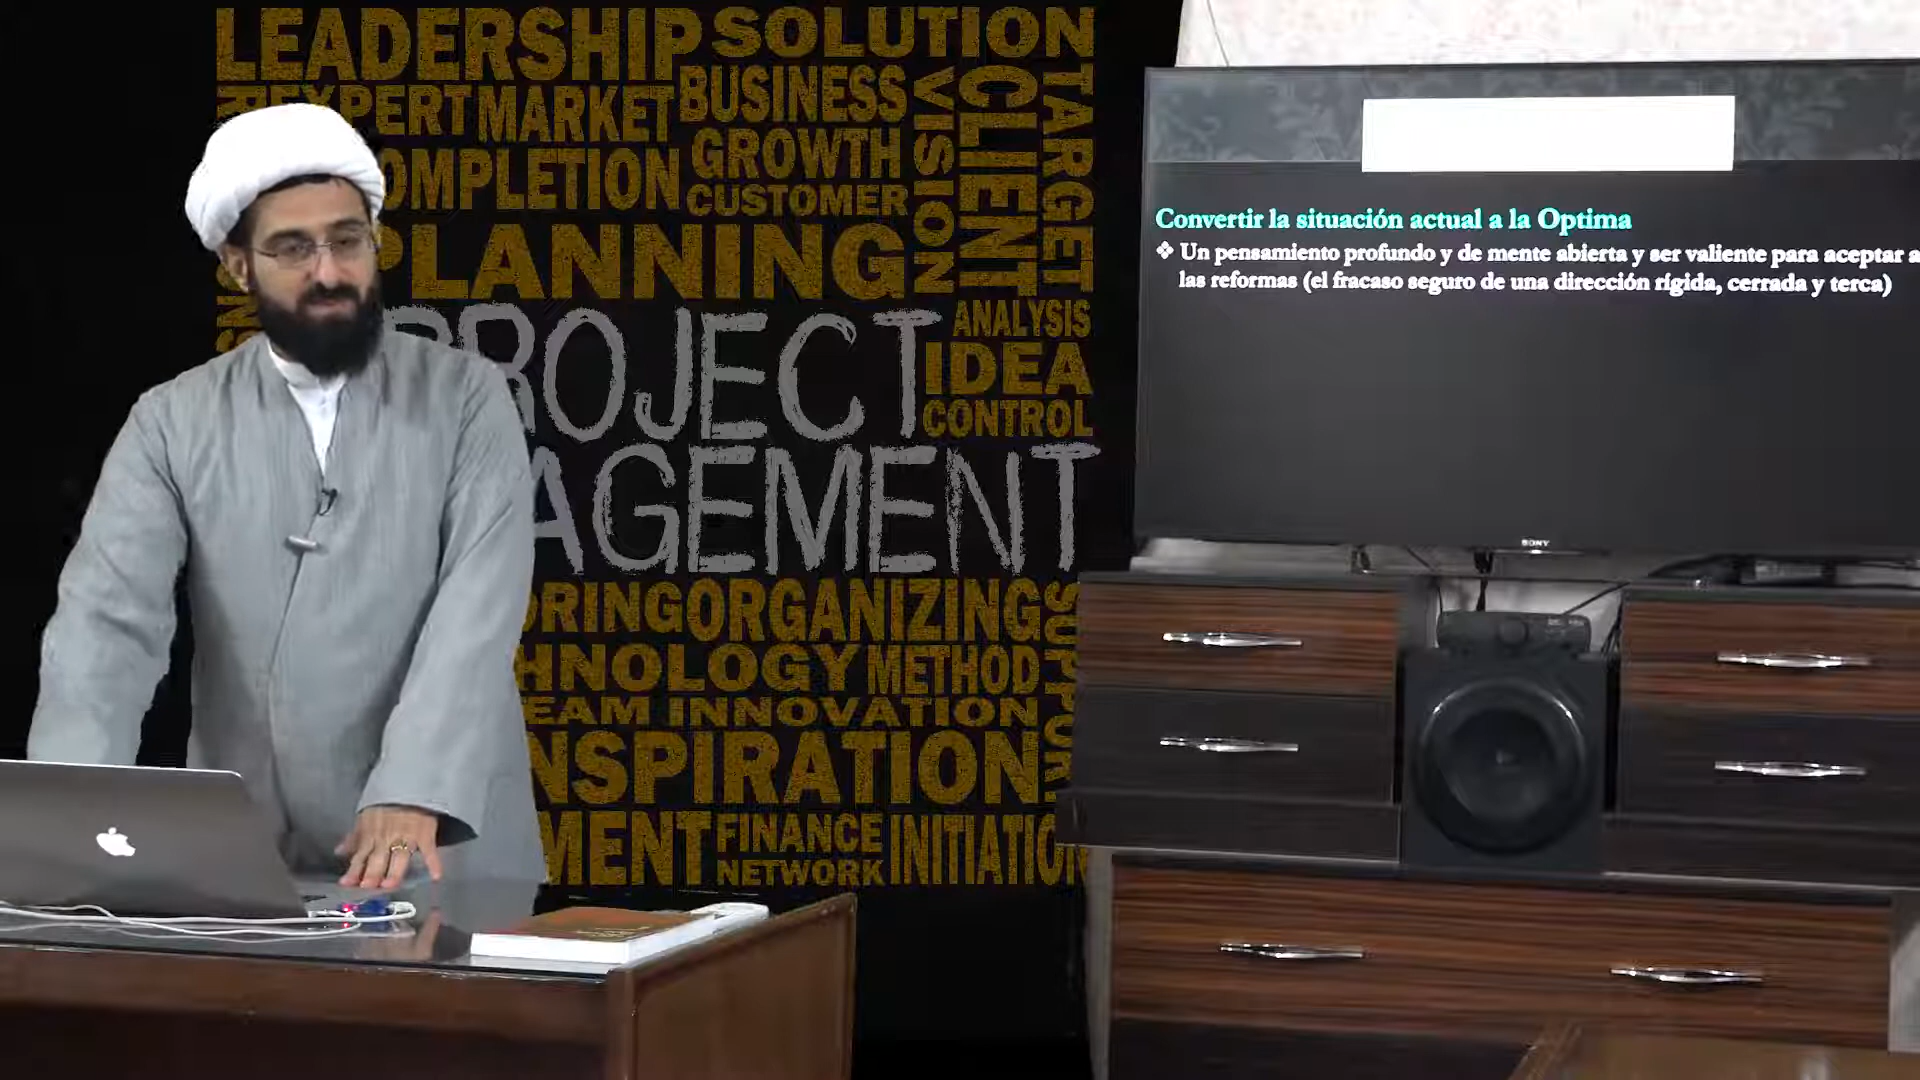 LEADERSHIP
SOLUTION
EXPERT MARKET
BUSINESS
VISION
CLIENT
TARGET
GROWTH
CUSTOMER
PLANNING
PROJECT
ANALYSIS
IDEA
CONTROL
ORGANIZING
SUPPORT
METHOD
INNOVATION
FINANCE
NETWORK
Convertir la situación actual a la Optima
❖ Un pensamiento profundo y de mente abierta y ser valiente para aceptar a
las reformas (el fracaso seguro de una dirección rígida, cerrada y terca)
SONY